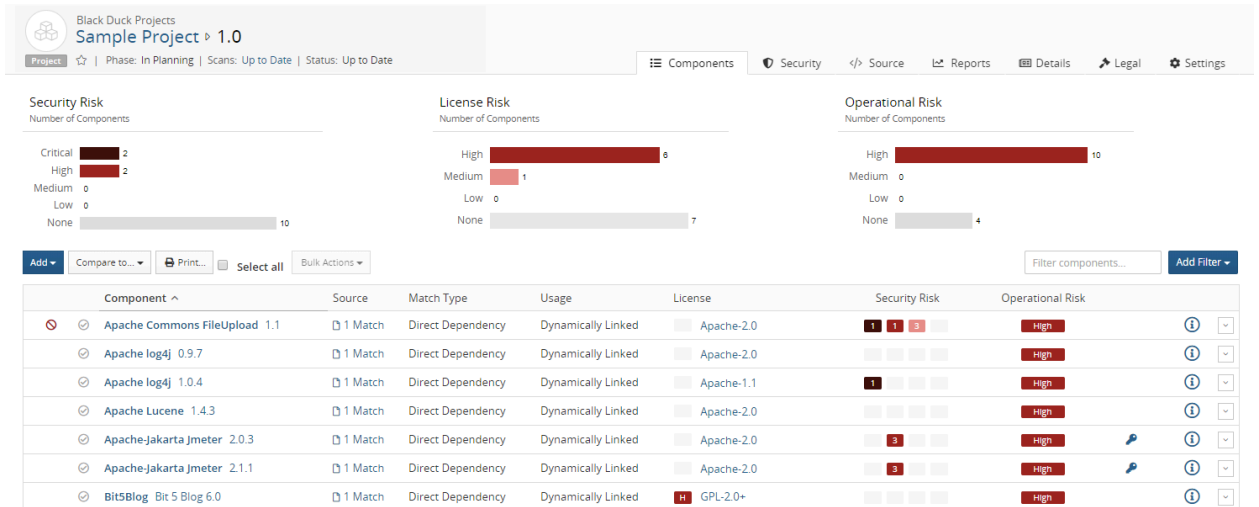 Black Duck Projects
Sample Project ▹ 1.0
Project | Phase: In Planning | Scans: Up to Date | Status: Up to Date
Components Security </> Source Reports Details Legal Settings
Security Risk
Number of Components
Critical 2
High 2
Medium 0
Low 0
None 10
License Risk
Number of Components
High 6
Medium 1
Low 0
None 7
Operational Risk
Number of Components
High 10
Medium 0
Low 0
None 4
Add Compare to... Print... Select all Bulk Actions Filter components... Add Filter
Component Source Match Type Usage License Security Risk Operational Risk
Apache Commons FileUpload 1.1 1 Match Direct Dependency Dynamically Linked Apache-2.0 1 1 3 High
Apache log4j 0.9.7 1 Match Direct Dependency Dynamically Linked Apache-2.0 High
Apache log4j 1.0.4 1 Match Direct Dependency Dynamically Linked Apache-1.1 1 High
Apache Lucene 1.4.3 1 Match Direct Dependency Dynamically Linked Apache-2.0 High
Apache-Jakarta Jmeter 2.0.3 1 Match Direct Dependency Dynamically Linked Apache-2.0 3 High
Apache-Jakarta Jmeter 2.1.1 1 Match Direct Dependency Dynamically Linked Apache-2.0 3 High
Bit5Blog Bit 5 Blog 6.0 1 Match Direct Dependency Dynamically Linked H GPL-2.0+ High